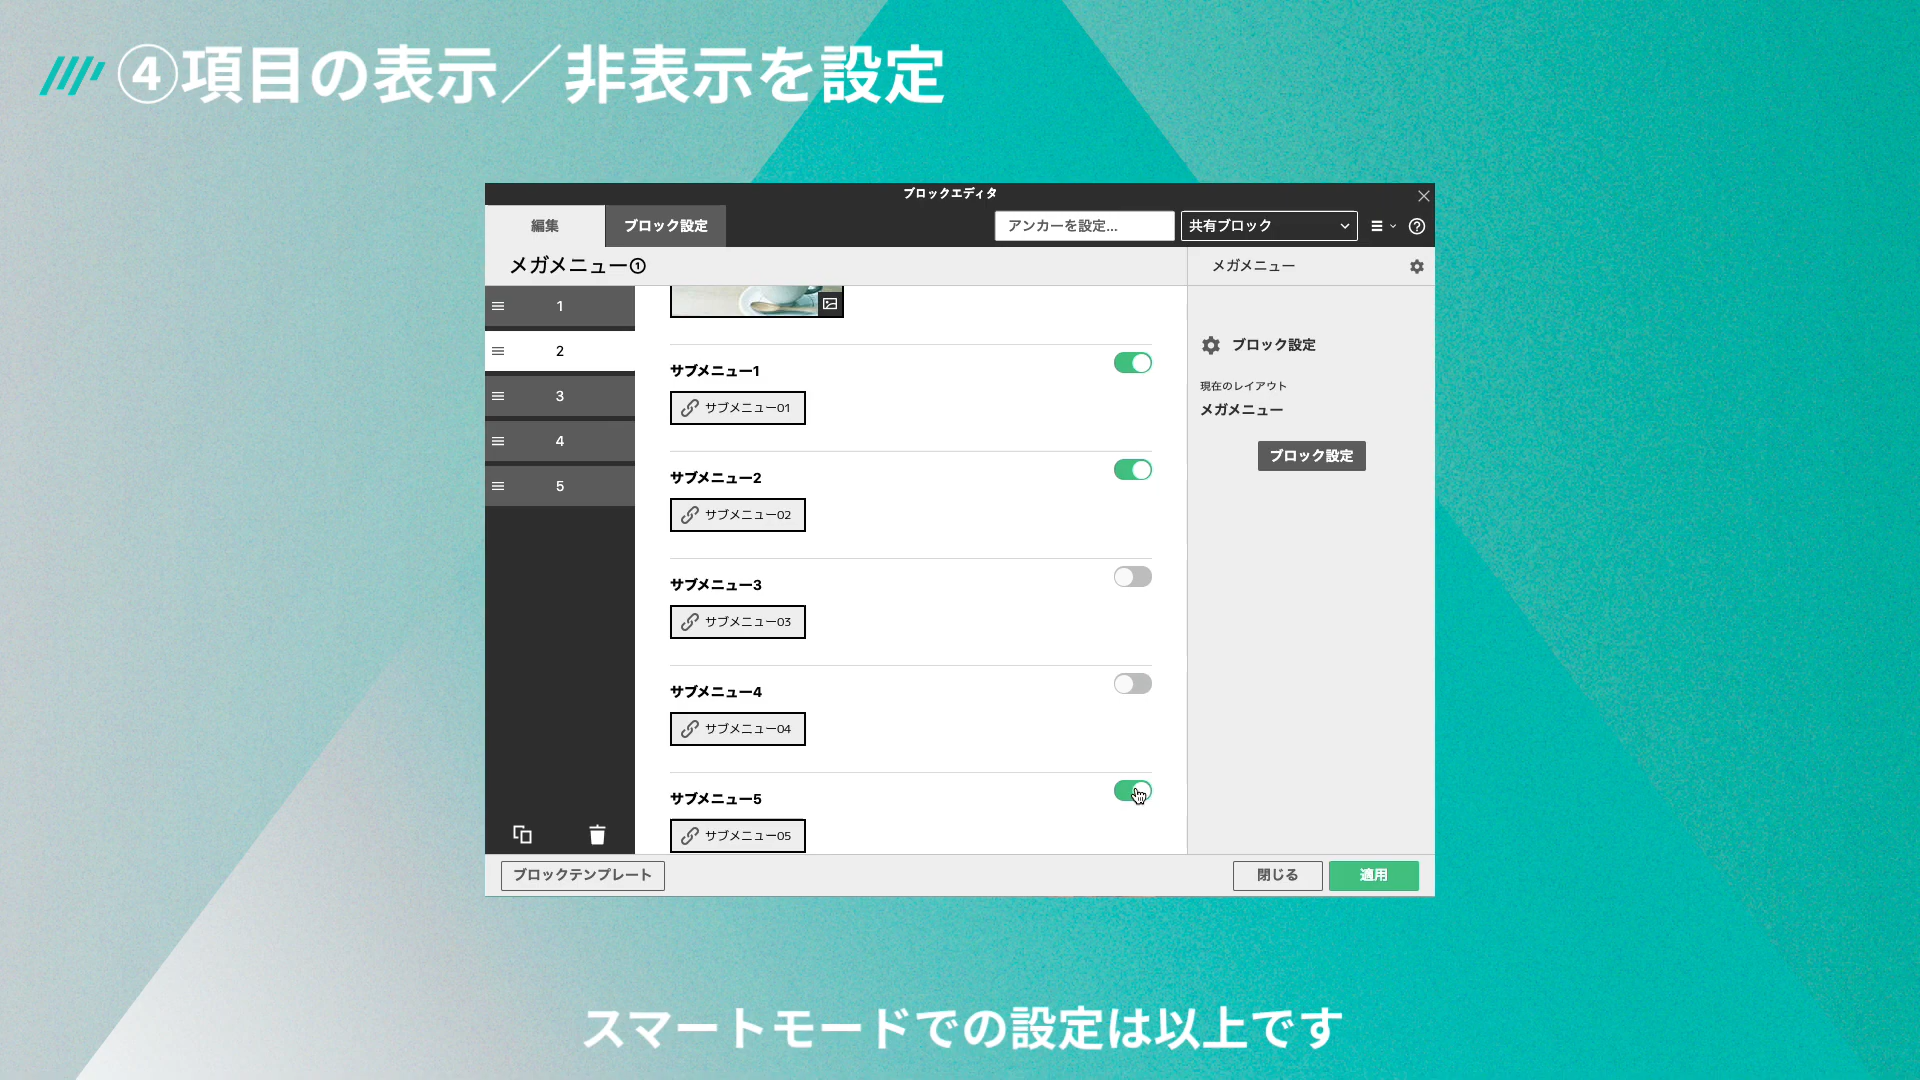 ④項目の表示／非表示を設定
ブロックエディタ
編集
ブロック設定
アンカーを設定...
共有ブロック
メガメニュー①
メガメニュー
1
2
3
4
5
サブメニュー1
サブメニュー01
サブメニュー2
サブメニュー02
サブメニュー3
サブメニュー03
サブメニュー4
サブメニュー04
サブメニュー5
サブメニュー05
ブロック設定
現在のレイアウト
メガメニュー
ブロック設定
ブロックテンプレート
閉じる
適用
スマートモードでの設定は以上です